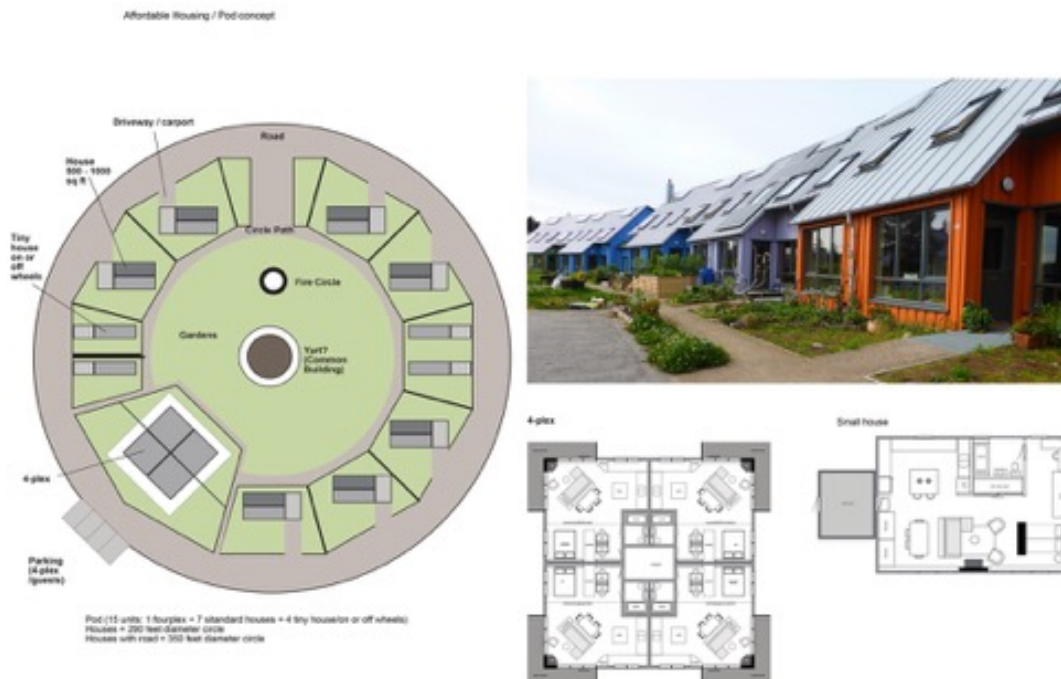 Affordable Housing / Pod concept
Driveway / carport
Road
House
500 - 1000
sq ft
Circle Path
Tiny
house
on or
off
wheels
Fire Circle
Gardens
Yurt?
(Common
Building)
4-plex
Small house
4-plex
Parking
(4-plex
/guests)
Pod (15 units: 1 fourplex + 7 standard houses + 4 tiny house/on or off wheels)
Houses = 290 feet diameter circle
Houses with road = 350 feet diameter circle